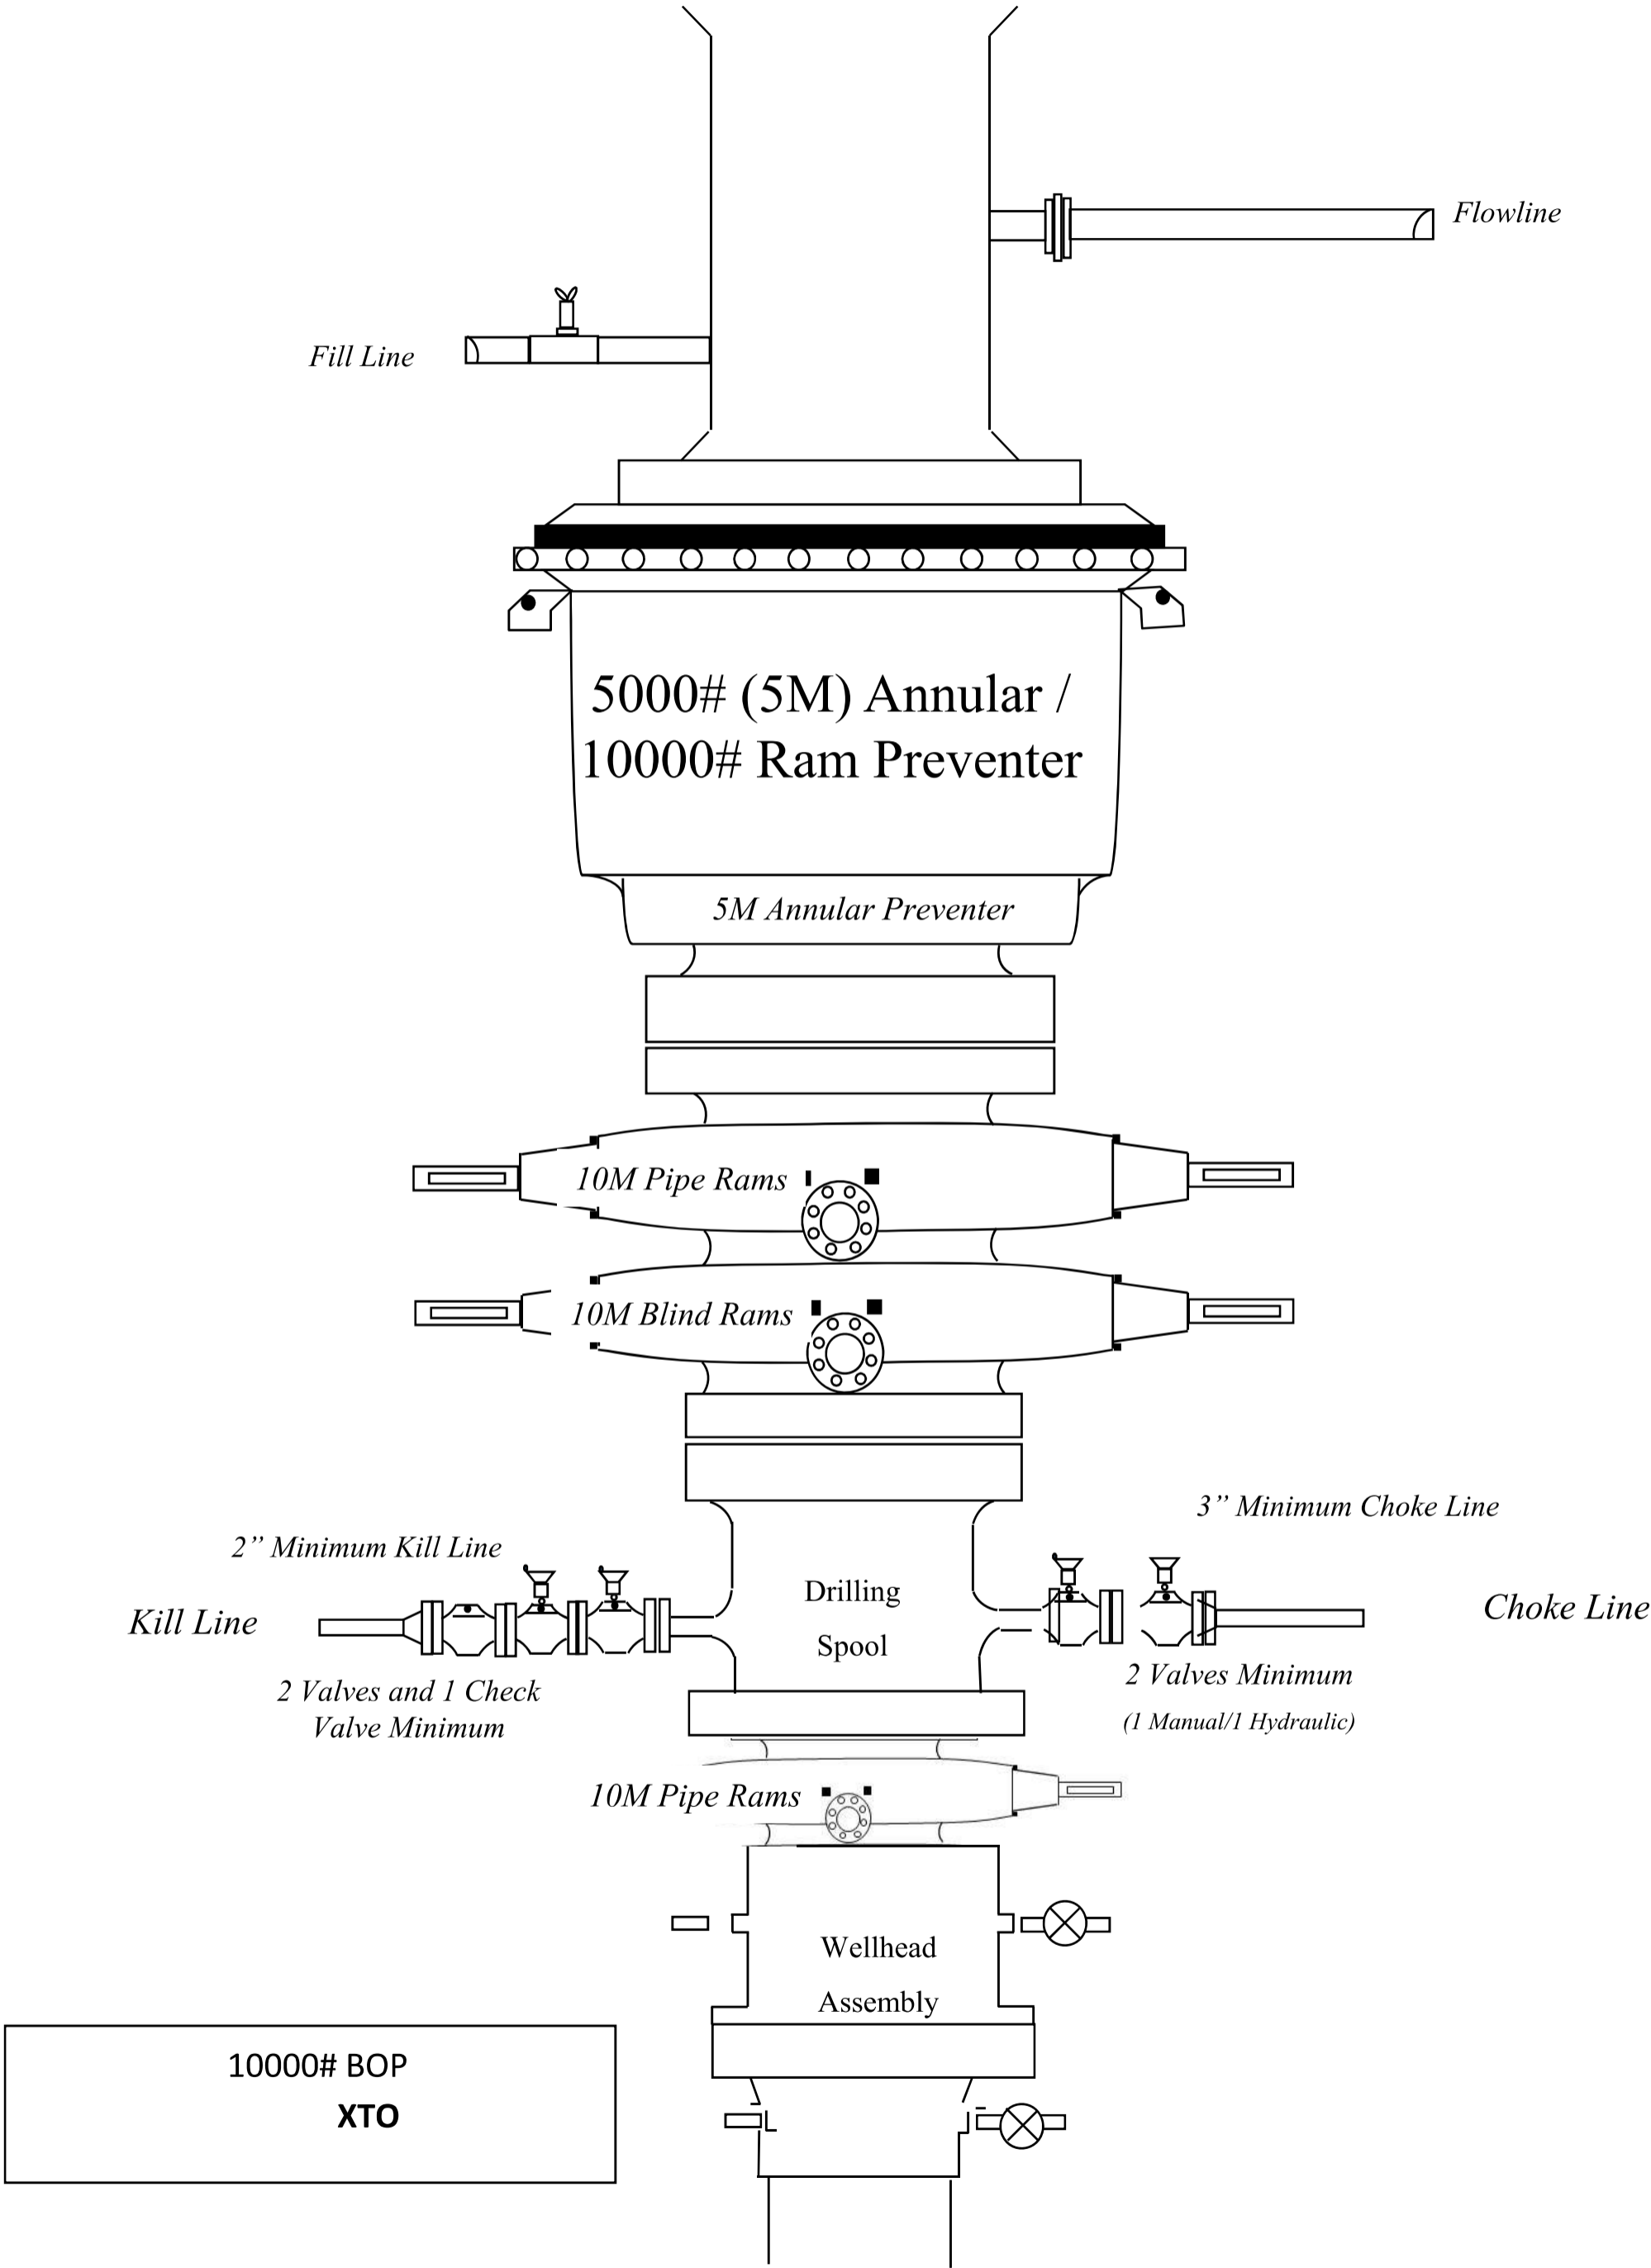 Flowline
Fill Line
5000# (5M) Annular /
10000# Ram Preventer
5M Annular Preventer
10M Pipe Rams
10M Blind Rams
3” Minimum Choke Line
2” Minimum Kill Line
Drilling
Spool
Kill Line
Choke Line
2 Valves and 1 Check
Valve Minimum
2 Valves Minimum
(1 Manual/1 Hydraulic)
10M Pipe Rams
Wellhead
Assembly
10000# BOP
XTO